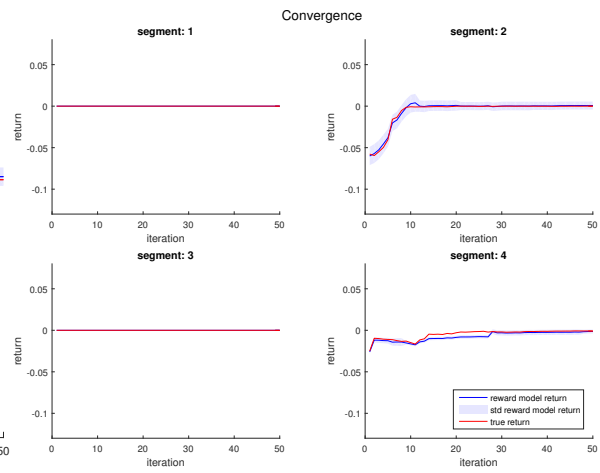 Convergence
segment: 1
0.05
0
-0.05
-0.1
return
0 10 20 30 40 50
iteration
segment: 2
0.05
0
-0.05
-0.1
return
0 10 20 30 40 50
iteration
segment: 3
0.05
0
-0.05
-0.1
return
0 10 20 30 40 50
iteration
segment: 4
0.05
0
-0.05
-0.1
return
0 10 20 30 40 50
iteration
reward model return
std reward model return
true return
50